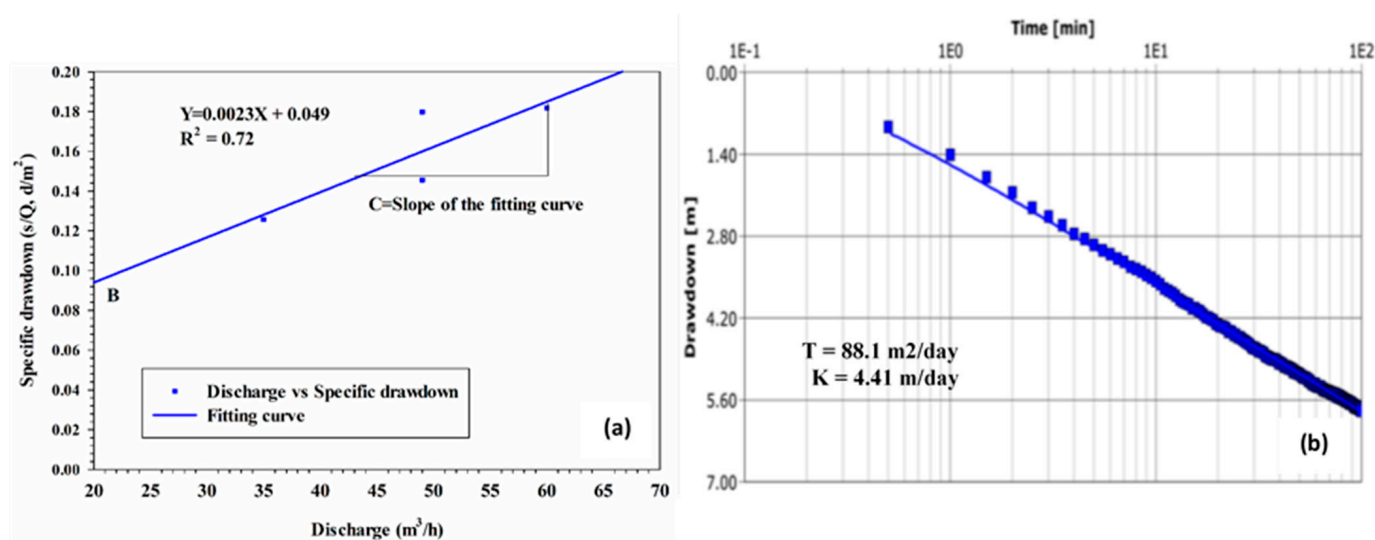 0.20
0.18
0.16
0.14
0.12
0.10
0.08
0.06
0.04
0.02
0.00
Specific drawdown (s/Q, d/m²)
Y=0.0023X + 0.049
R² = 0.72
C=Slope of the fitting curve
B
Discharge vs Specific drawdown
Fitting curve
(a)
20 25 30 35 40 45 50 55 60 65 70
Discharge (m³/h)
Time [min]
1E-1 1E0 1E1 1E2
0.00
1.40
2.80
4.20
5.60
7.00
Drawdown [m]
T = 88.1 m2/day
K = 4.41 m/day
(b)